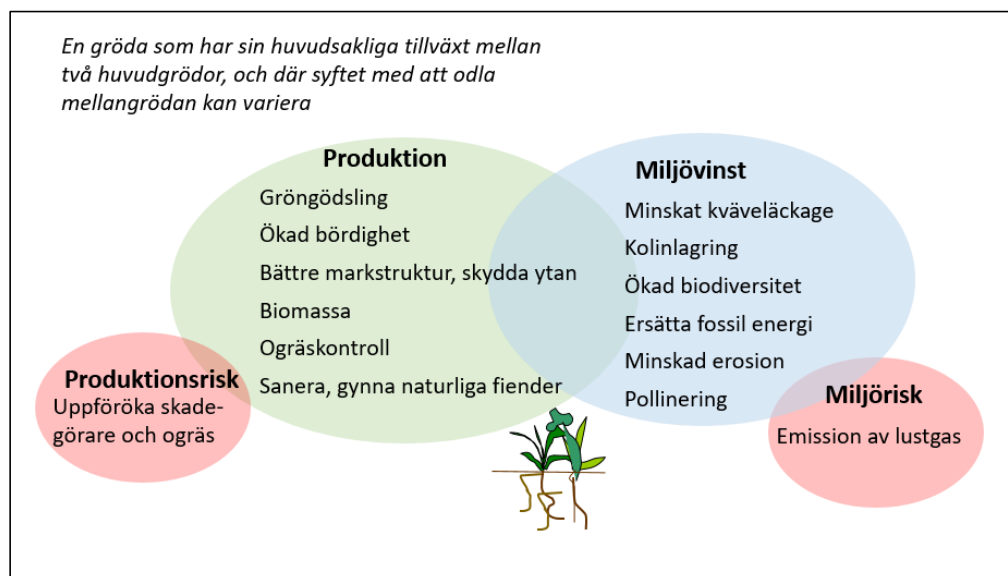 En gröda som har sin huvudsakliga tillväxt mellan
två huvudgrödor, och där syftet med att odla
mellangrödan kan variera
Produktion
Gröngödsling
Ökad bördighet
Bättre markstruktur, skydda ytan
Biomassa
Ogräskontroll
Sanera, gynna naturliga fiender
Miljövinst
Minskat kväveläckage
Kolinlagring
Ökad biodiversitet
Ersätta fossil energi
Minskad erosion
Pollinering
Produktionsrisk
Uppföröka skade-
görare och ogräs
Miljörisk
Emission av lustgas